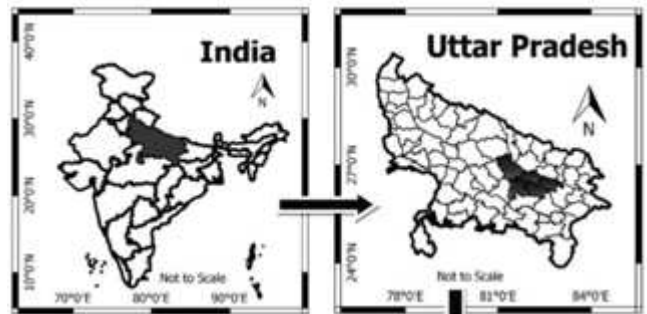 India
N
40°0'N
30°0'N
20°0'N
10°0'N
Not to Scale
70°0'E 80°0'E 90°0'E
Uttar Pradesh
N
30°0'N
27°0'N
24°0'N
Not to Scale
78°0'E 81°0'E 84°0'E